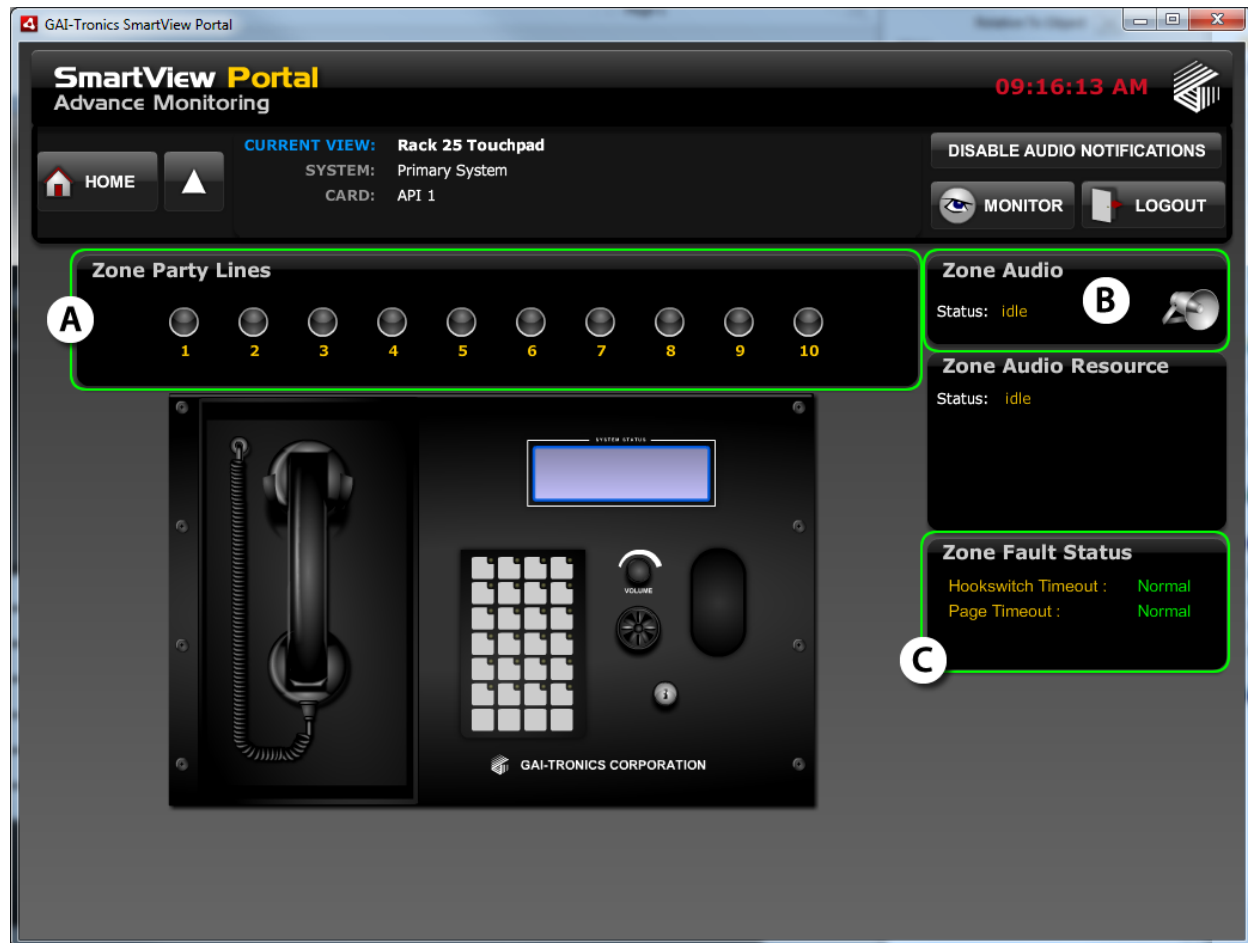 GAI-Tronics SmartView Portal
SmartView Portal
Advance Monitoring
09:16:13 AM
HOME
CURRENT VIEW: Rack 25 Touchpad
SYSTEM: Primary System
CARD: API 1
DISABLE AUDIO NOTIFICATIONS
MONITOR
LOGOUT
Zone Party Lines
A
1 2 3 4 5 6 7 8 9 10
Zone Audio
Status: idle
B
Zone Audio Resource
Status: idle
SYSTEM STATUS
VOLUME
GAI-TRONICS CORPORATION
Zone Fault Status
Hookswitch Timeout : Normal
Page Timeout : Normal
C